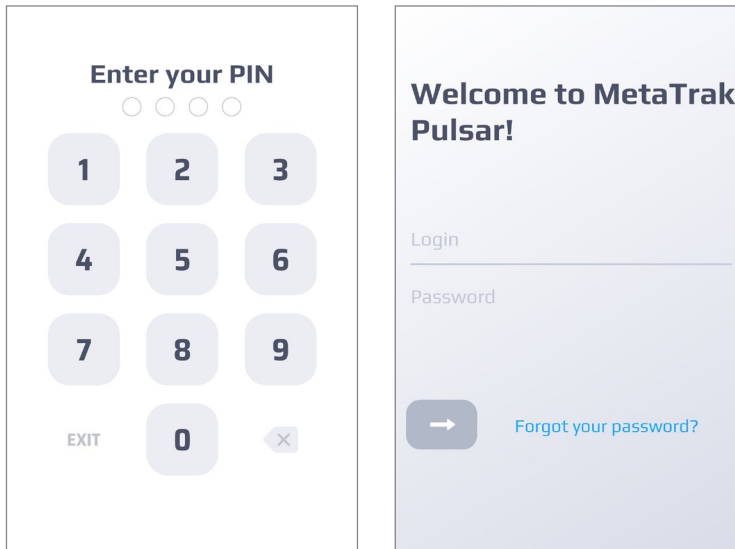 Enter your PIN
1 2 3
4 5 6
7 8 9
EXIT 0
Welcome to MetaTrak
Pulsar!
Login
Password
Forgot your password?